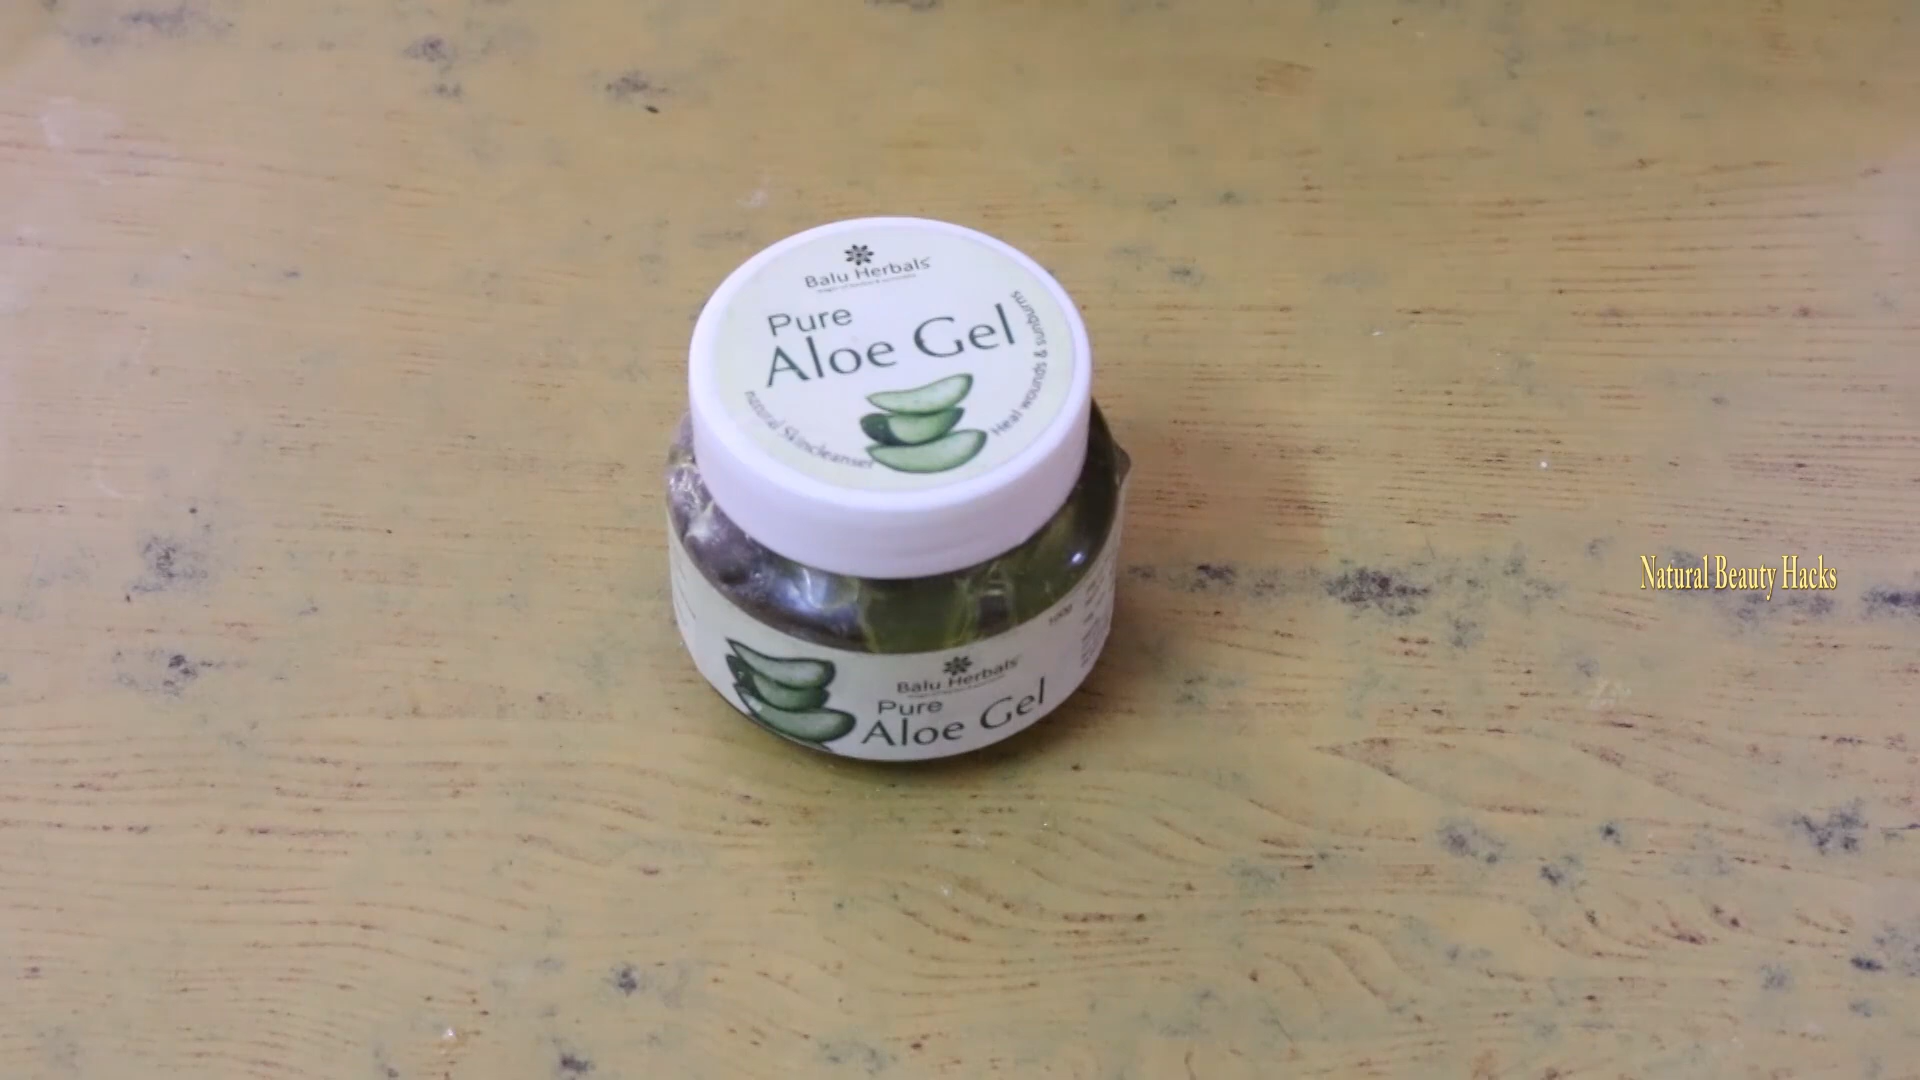 Balu Herbals
Pure
Aloe Gel
natural Skincleanser
Heal wounds & sunburns
Balu Herbals
Pure
Aloe Gel
Natural Beauty Hacks